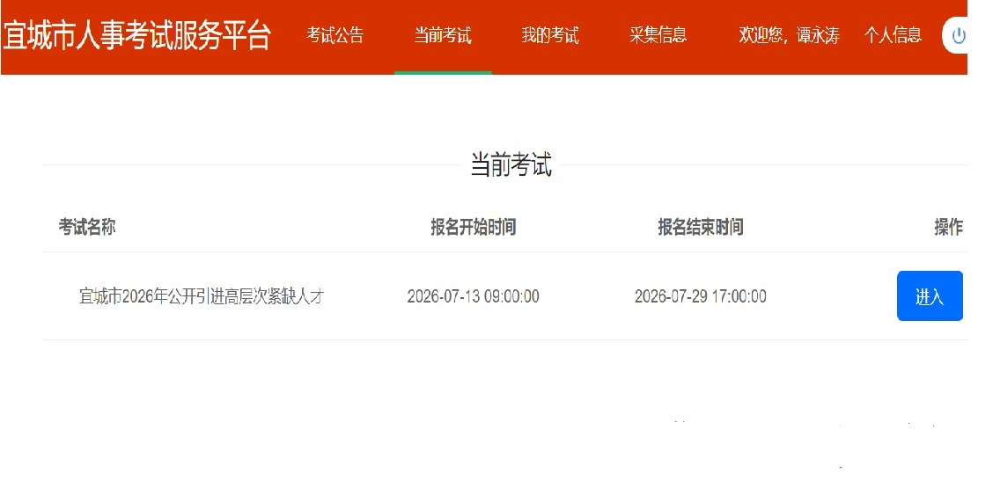 宜城市人事考试服务平台 考试公告 当前考试 我的考试 采集信息 欢迎您，谭永涛 个人信息
当前考试
考试名称 报名开始时间 报名结束时间 操作
宜城市2026年公开引进高层次紧缺人才 2026-07-13 09:00:00 2026-07-29 17:00:00 进入